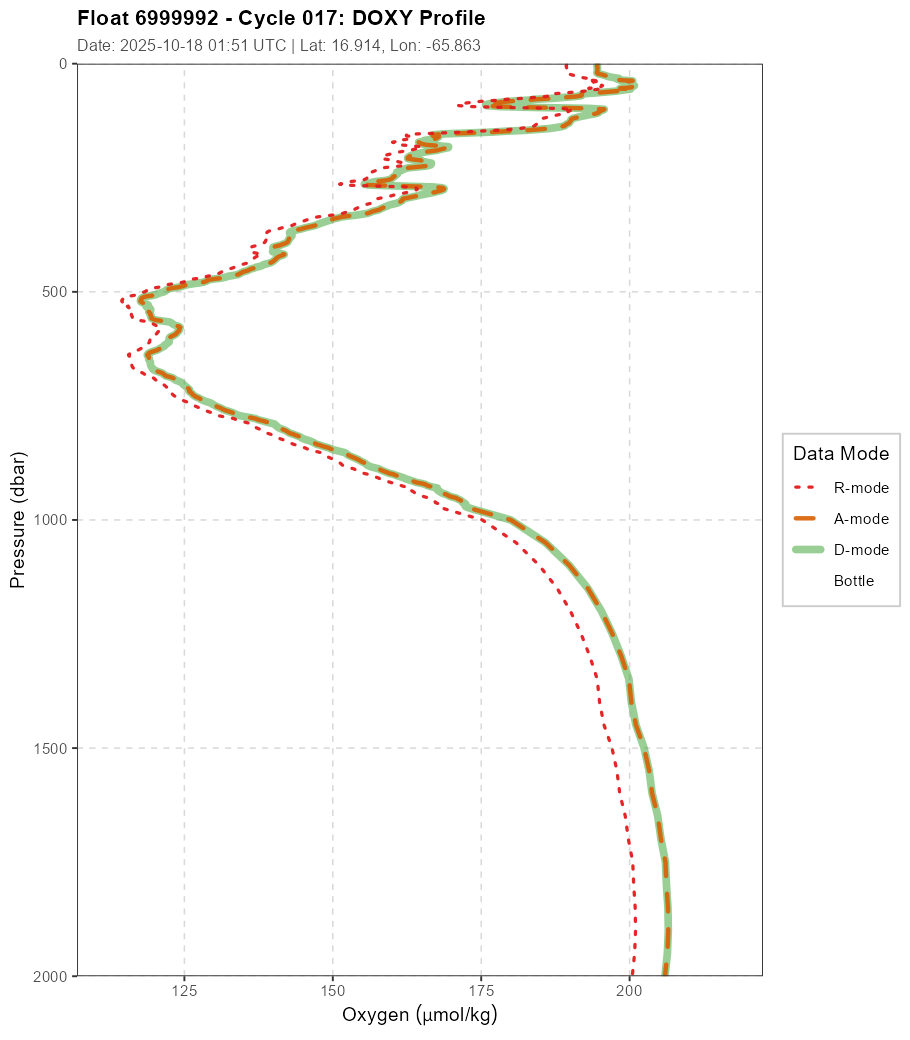 Float 6999992 - Cycle 017: DOXY Profile
Date: 2025-10-18 01:51 UTC | Lat: 16.914, Lon: -65.863
0
500
1000
1500
2000
Pressure (dbar)
125
150
175
200
Oxygen (µmol/kg)
Data Mode
R-mode
A-mode
D-mode
Bottle